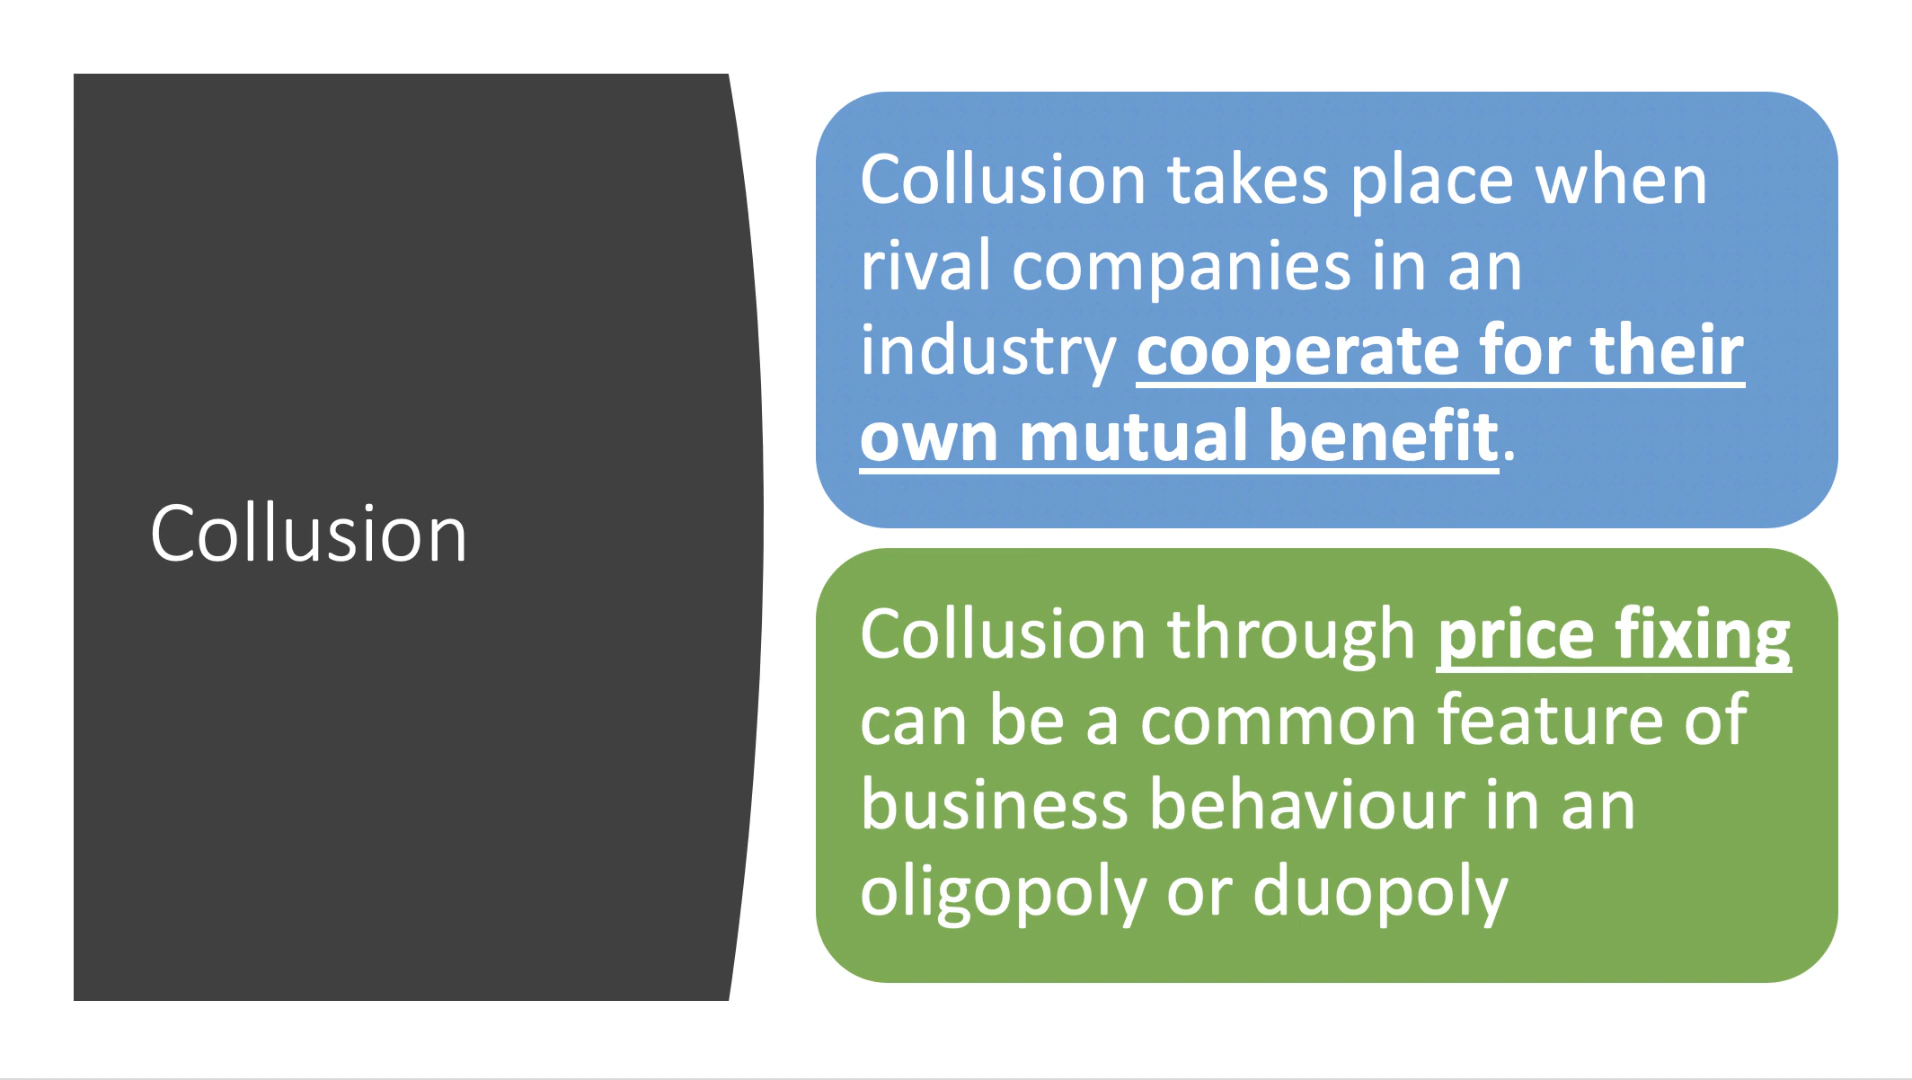 Collusion
Collusion takes place when
rival companies in an
industry cooperate for their
own mutual benefit.
Collusion through price fixing
can be a common feature of
business behaviour in an
oligopoly or duopoly